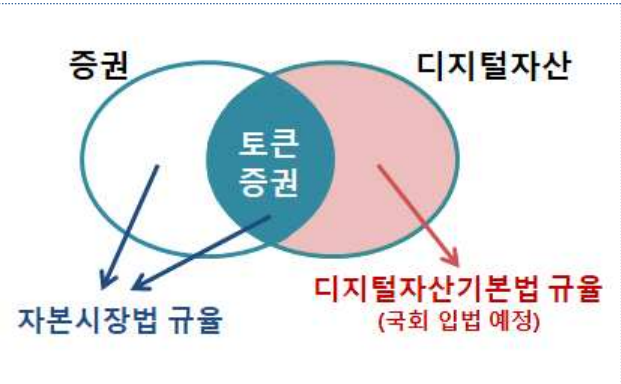 증권
디지털자산
토큰
증권
자본시장법 규율
디지털자산기본법 규율
(국회 입법 예정)